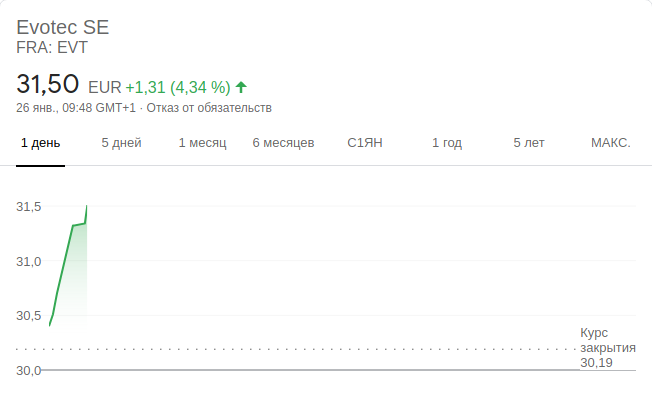 Evotec SE
FRA: EVT
31,50 EUR +1,31 (4,34 %)
26 янв., 09:48 GMT+1 · Отказ от обязательств
1 день 5 дней 1 месяц 6 месяцев С1ЯН 1 год 5 лет МАКС.
31,5
31,0
30,5
Курс
закрытия
30,19
30,0